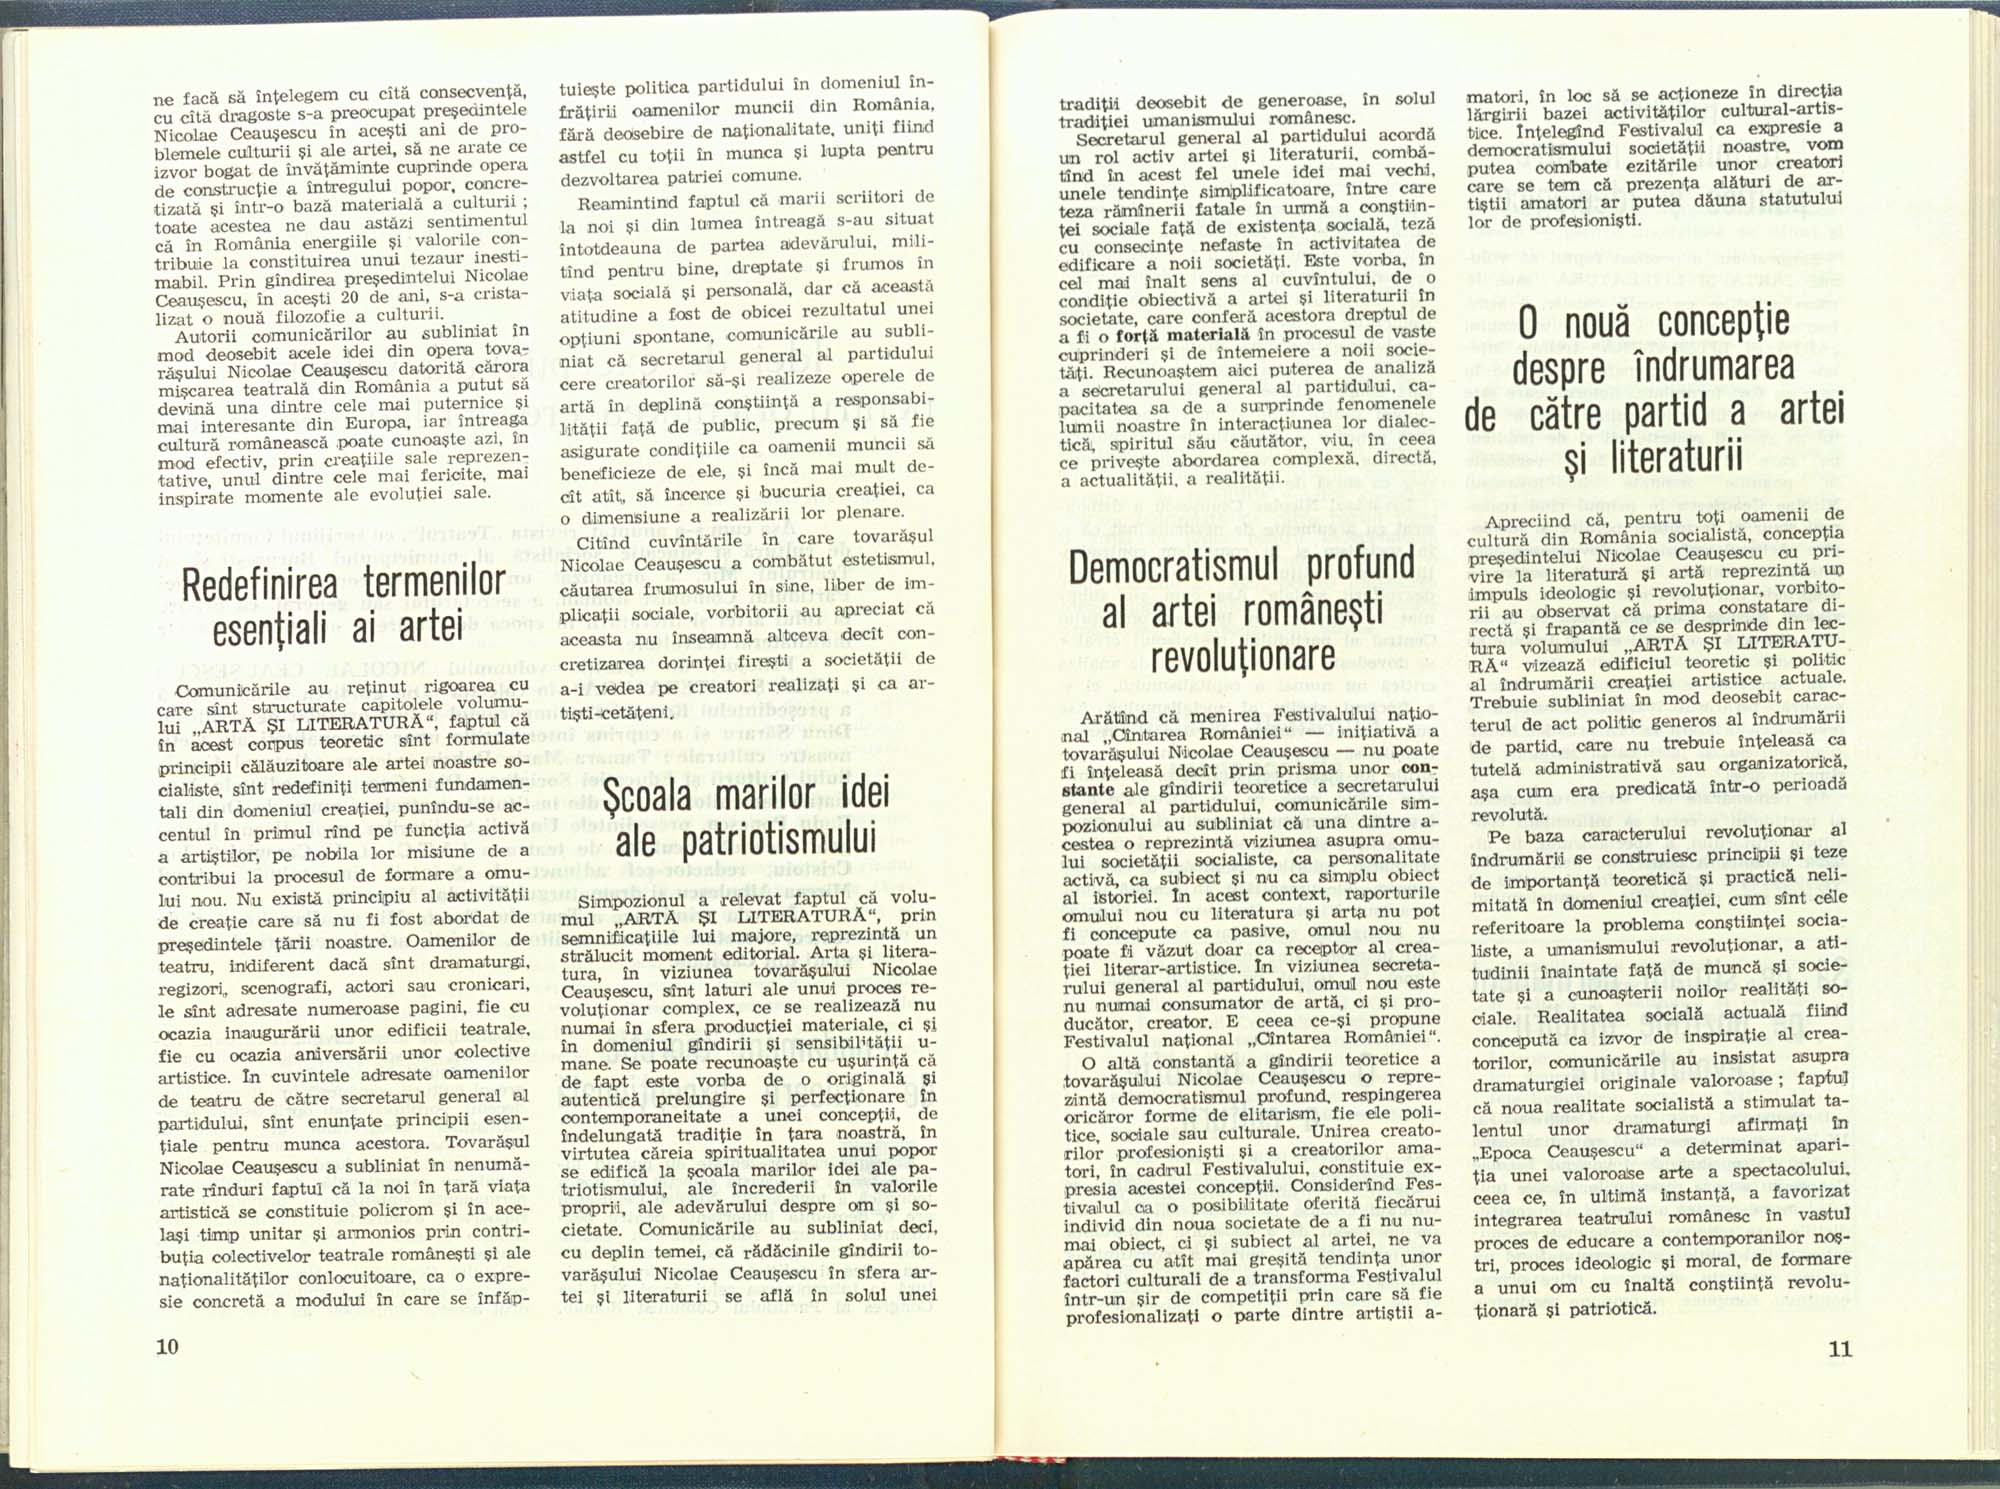 ne facă să înțelegem cu cîtă consecvență,
cu cîtă dragoste s-a preocupat președintele
Nicolae Ceaușescu în acești ani de pro-
blemele culturii și ale artei, să ne arate ce
izvor bogat de învățăminte cuprinde opera
de construcție a întregului popor, concre-
tizată și într-o bază materială a culturii ;
toate acestea ne dau astăzi sentimentul
că în România energiile și valorile con-
tribuie la constituirea unui tezaur inesti-
mabil. Prin gîndirea președintelui Nicolae
Ceaușescu, în acești 20 de ani, s-a crista-
lizat o nouă filozofie a culturii.
Autorii comunicărilor au subliniat în
mod deosebit acele idei din opera tova-
rășului Nicolae Ceaușescu datorită cărora
mișcarea teatrală din România a putut să
devină una dintre cele mai puternice și
mai interesante din Europa, iar întreaga
cultură românească poate cunoaște azi, în
mod efectiv, prin creațiile sale reprezen-
tative, unul dintre cele mai fericite, mai
inspirate momente ale evoluției sale.
Redefinirea termenilor
esențiali ai artei
Comunicările au reținut rigoarea cu
care sînt structurate capitolele volumu-
lui „ARTĂ ȘI LITERATURĂ“, faptul că
în acest corpus teoretic sînt formulate
principii călăuzitoare ale artei noastre so-
cialiste, sînt redefiniți termeni fundamen-
tali din domeniul creației, punîndu-se ac-
centul în primul rînd pe funcția activă
a artiștilor, pe nobila lor misiune de a
contribui la procesul de formare a omu-
lui nou. Nu există principiu al activității
de creație care să nu fi fost abordat de
președintele țării noastre. Oamenilor de
teatru, indiferent dacă sînt dramaturgi,
regizori, scenografi, actori sau cronicari,
le sînt adresate numeroase pagini, fie cu
ocazia inaugurării unor edificii teatrale,
fie cu ocazia aniversării unor colective
artistice. În cuvintele adresate oamenilor
de teatru de către secretarul general al
partidului, sînt enunțate principii esen-
țiale pentru munca acestora. Tovarășul
Nicolae Ceaușescu a subliniat în nenumă-
rate rînduri faptul că la noi în țară viața
artistică se constituie policrom și în ace-
lași timp unitar și armonios prin contri-
buția colectivelor teatrale românești și ale
naționalităților conlocuitoare, ca o expre-
sie concretă a modului în care se înfăp-
10
tuiește politica partidului în domeniul în-
frățirii oamenilor muncii din România,
fără deosebire de naționalitate, uniți fiind
astfel cu toții în munca și lupta pentru
dezvoltarea patriei comune.
Reamintind faptul că marii scriitori de
la noi și din lumea întreagă s-au situat
întotdeauna de partea adevărului, mili-
tînd pentru bine, dreptate și frumos în
viața socială și personală, dar că această
atitudine a fost de obicei rezultatul unei
opțiuni spontane, comunicările au subli-
niat că secretarul general al partidului
cere creatorilor să-și realizeze operele de
artă în deplină conștiință a responsabi-
lității față de public, precum și să fie
asigurate condițiile ca oamenii muncii să
beneficieze de ele, și încă mai mult de-
cît atît, să încerce și bucuria creației, ca
o dimensiune a realizării lor plenare.
Citînd cuvîntările în care tovarășul
Nicolae Ceaușescu a combătut estetismul,
căutarea frumosului în sine, liber de im-
plicații sociale, vorbitorii au apreciat că
aceasta nu înseamnă altceva decît con-
cretizarea dorinței firești a societății de
a-i vedea pe creatori realizați și ca ar-
tiști-cetățeni.
Școala marilor idei
ale patriotismului
Simpozionul a relevat faptul că volu-
mul „ARTĂ ȘI LITERATURĂ“, prin
semnificațiile lui majore, reprezintă un
strălucit moment editorial. Arta și litera-
tura, în viziunea tovarășului Nicolae
Ceaușescu, sînt laturi ale unui proces re-
voluționar complex, ce se realizează nu
numai în sfera producției materiale, ci și
în domeniul gîndirii și sensibilității u-
mane. Se poate recunoaște cu ușurință că
de fapt este vorba de o originală și
autentică prelungire și perfecționare în
contemporaneitate a unei concepții, de
îndelungată tradiție în țara noastră, în
virtutea căreia spiritualitatea unui popor
se edifică la școala marilor idei ale pa-
triotismului, ale încrederii în valorile
proprii, ale adevărului despre om și so-
cietate. Comunicările au subliniat deci,
cu deplin temei, că rădăcinile gîndirii to-
varășului Nicolae Ceaușescu în sfera ar-
tei și literaturii se află în solul unei
tradiții deosebit de generoase, în solul
tradiției umanismului românesc.
Secretarul general al partidului acordă
un rol activ artei și literaturii, combă-
tînd în acest fel unele idei mai vechi,
unele tendințe simplificatoare, între care
teza rămînerii fatale în urmă a conștiin-
ței sociale față de existența socială, teză
cu consecințe nefaste în activitatea de
edificare a noii societăți. Este vorba, în
cel mai înalt sens al cuvîntului, de o
condiție obiectivă a artei și literaturii în
societate, care conferă acestora dreptul de
a fi o forță materială în procesul de vaste
cuprinderi și de întemeiere a noii socie-
tăți. Recunoaștem aici puterea de analiză
a secretarului general al partidului, ca-
pacitatea sa de a surprinde fenomenele
lumii noastre în interacțiunea lor dialec-
tică, spiritul său căutător, viu, în ceea
ce privește abordarea complexă, directă,
a actualității, a realității.
Democratismul profund
al artei românești
revoluționare
Arătînd că menirea Festivalului națio-
nal „Cîntarea României“ — inițiativă a
tovarășului Nicolae Ceaușescu — nu poate
fi înțeleasă decît prin prisma unor con-
stante ale gîndirii teoretice a secretarului
general al partidului, comunicările sim-
pozionului au subliniat că una dintre a-
cestea o reprezintă viziunea asupra omu-
lui societății socialiste, ca personalitate
activă, ca subiect și nu ca simplu obiect
al istoriei. În acest context, raporturile
omului nou cu literatura și arta nu pot
fi concepute ca pasive, omul nou nu
poate fi văzut doar ca receptor al crea-
ției literar-artistice. În viziunea secreta-
rului general al partidului, omul nou este
nu numai consumator de artă, ci și pro-
ducător, creator. E ceea ce-și propune
Festivalul național „Cîntarea României“.
O altă constantă a gîndirii teoretice a
tovarășului Nicolae Ceaușescu o repre-
zintă democratismul profund, respingerea
oricăror forme de elitarism, fie ele poli-
tice, sociale sau culturale. Unirea creato-
rilor profesioniști și a creatorilor ama-
tori, în cadrul Festivalului, constituie ex-
presia acestei concepții. Considerînd Fes-
tivalul ca o posibilitate oferită fiecărui
individ din noua societate de a fi nu nu-
mai obiect, ci și subiect al artei, ne va
apărea cu atît mai greșită tendința unor
factori culturali de a transforma Festivalul
într-un șir de competiții prin care să fie
profesionalizați o parte dintre artiștii a-
matori, în loc să se acționeze în direcția
lărgirii bazei activităților cultural-artis-
tice. Înțelegînd Festivalul ca expresie a
democratismului societății noastre, vom
putea combate ezitările unor creatori
care se tem că prezența alături de ar-
tiștii amatori ar putea dăuna statutului
lor de profesioniști.
O nouă concepție
despre îndrumarea
de către partid a artei
și literaturii
Apreciind că, pentru toți oamenii de
cultură din România socialistă, concepția
președintelui Nicolae Ceaușescu cu pri-
vire la literatură și artă reprezintă un
impuls ideologic și revoluționar, vorbito-
rii au observat că prima constatare di-
rectă și frapantă ce se desprinde din lec-
tura volumului „ARTĂ ȘI LITERATU-
RĂ“ vizează edificiul teoretic și politic
al îndrumării creației artistice actuale.
Trebuie subliniat în mod deosebit carac-
terul de act politic generos al îndrumării
de partid, care nu trebuie înțeleasă ca
tutelă administrativă sau organizatorică,
așa cum era predicată într-o perioadă
revolută.
Pe baza caracterului revoluționar al
îndrumării se construiesc principii și teze
de importanță teoretică și practică neli-
mitată în domeniul creației, cum sînt cele
referitoare la problema conștiinței socia-
liste, a umanismului revoluționar, a ati-
tudinii înaintate față de muncă și socie-
tate și a cunoașterii noilor realități so-
ciale. Realitatea socială actuală fiind
concepută ca izvor de inspirație al crea-
torilor, comunicările au insistat asupra
dramaturgiei originale valoroase ; faptul
că noua realitate socialistă a stimulat ta-
lentul unor dramaturgi afirmați în
„Epoca Ceaușescu“ a determinat apari-
ția unei valoroase arte a spectacolului,
ceea ce, în ultimă instanță, a favorizat
integrarea teatrului românesc în vastul
proces de educare a contemporanilor noș-
tri, proces ideologic și moral, de formare
a unui om cu înaltă conștiință revolu-
ționară și patriotică.
11